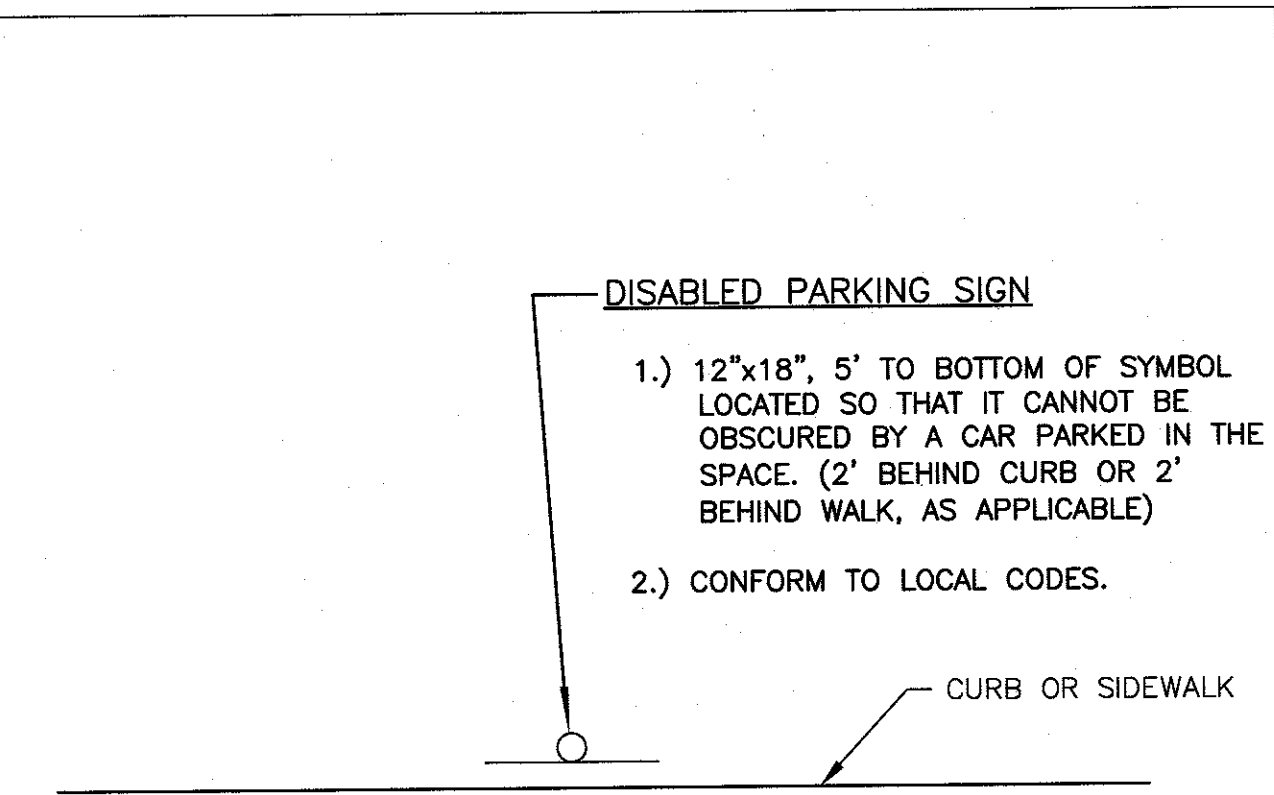 DISABLED PARKING SIGN
1.) 12"x18", 5' TO BOTTOM OF SYMBOL
LOCATED SO THAT IT CANNOT BE
OBSCURED BY A CAR PARKED IN THE
SPACE. (2' BEHIND CURB OR 2'
BEHIND WALK, AS APPLICABLE)
2.) CONFORM TO LOCAL CODES.
CURB OR SIDEWALK